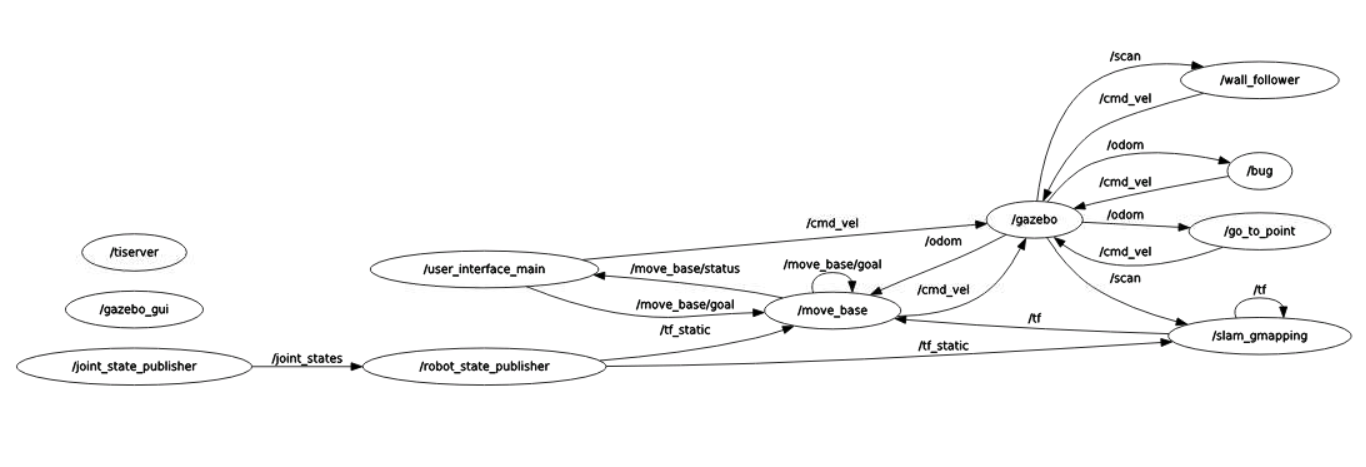 /scan
/wall_follower
/cmd_vel
/odom
/bug
/cmd_vel
/gazebo
/odom
/go_to_point
/cmd_vel
/cmd_vel
/odom
/tiserver
/user_interface_main
/move_base/status
/move_base/goal
/scan
/cmd_vel
/tf
/gazebo_gui
/move_base/goal
/move_base
/tf
/tf_static
/slam_gmapping
/tf_static
/joint_state_publisher
/joint_states
/robot_state_publisher